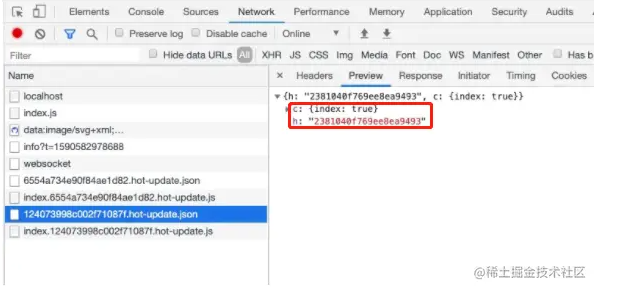 Elements Console Sources Network Performance Memory Application Security Audits
Preserve log Disable cache Online
Filter Hide data URLs All XHR JS CSS Img Media Font Doc WS Manifest Other Has b
Name
localhost
index.js
data:image/svg+xml;...
info?t=1590582978688
websocket
6554a734e90f84ae1d82.hot-update.json
index.6554a734e90f84ae1d82.hot-update.js
124073998c002f71087f.hot-update.json
index.124073998c002f71087f.hot-update.js
× Headers Preview Response Initiator Timing Cookies
{h: "2381040f769ee8ea9493", c: {index: true}}
c: {index: true}
h: "2381040f769ee8ea9493"
@稀土掘金技术社区